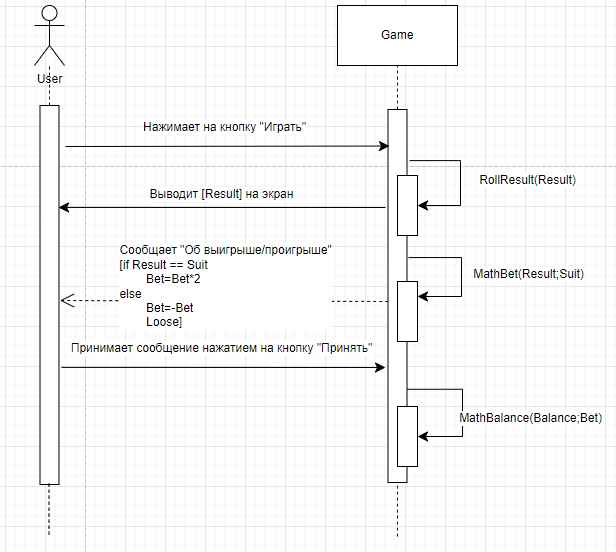 Game
User
Нажимает на кнопку "Играть"
RollResult(Result)
Выводит [Result] на экран
Сообщает "Об выигрыше/проигрыше"
[if Result == Suit
Bet=Bet*2
else
Bet=-Bet
Loose]
MathBet(Result;Suit)
Принимает сообщение нажатием на кнопку "Принять"
MathBalance(Balance;Bet)